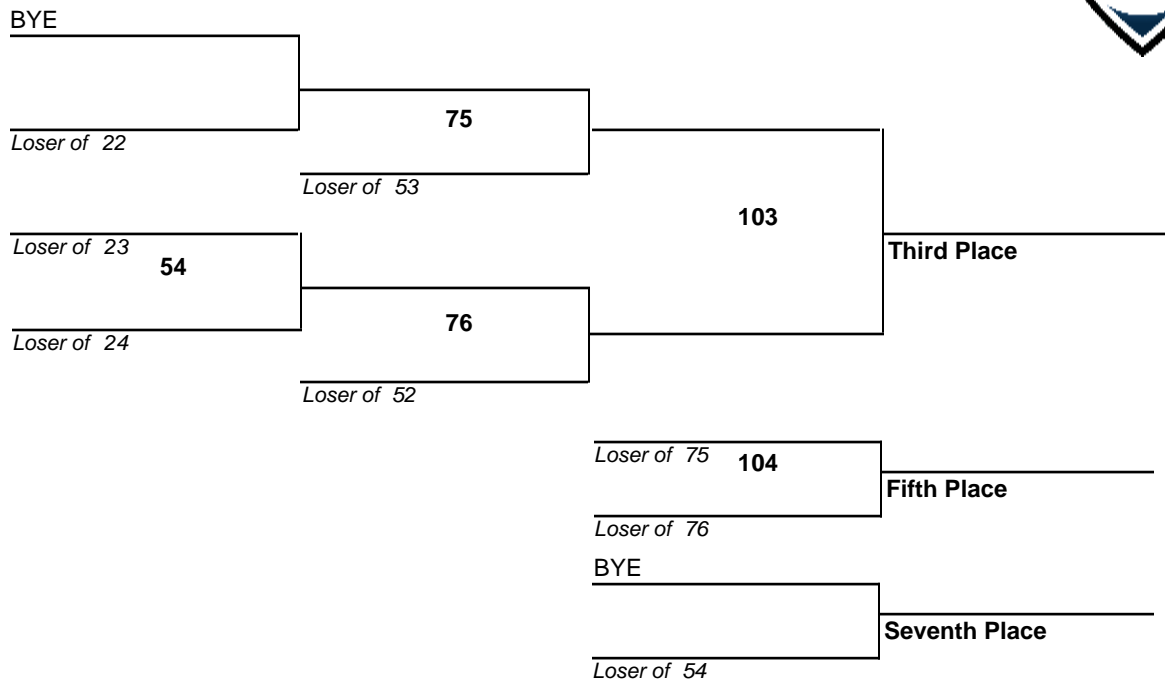 BYE
75
Loser of 22
Loser of 53
103
Loser of 23
54
Third Place
76
Loser of 24
Loser of 52
Loser of 75
104
Fifth Place
Loser of 76
BYE
Seventh Place
Loser of 54